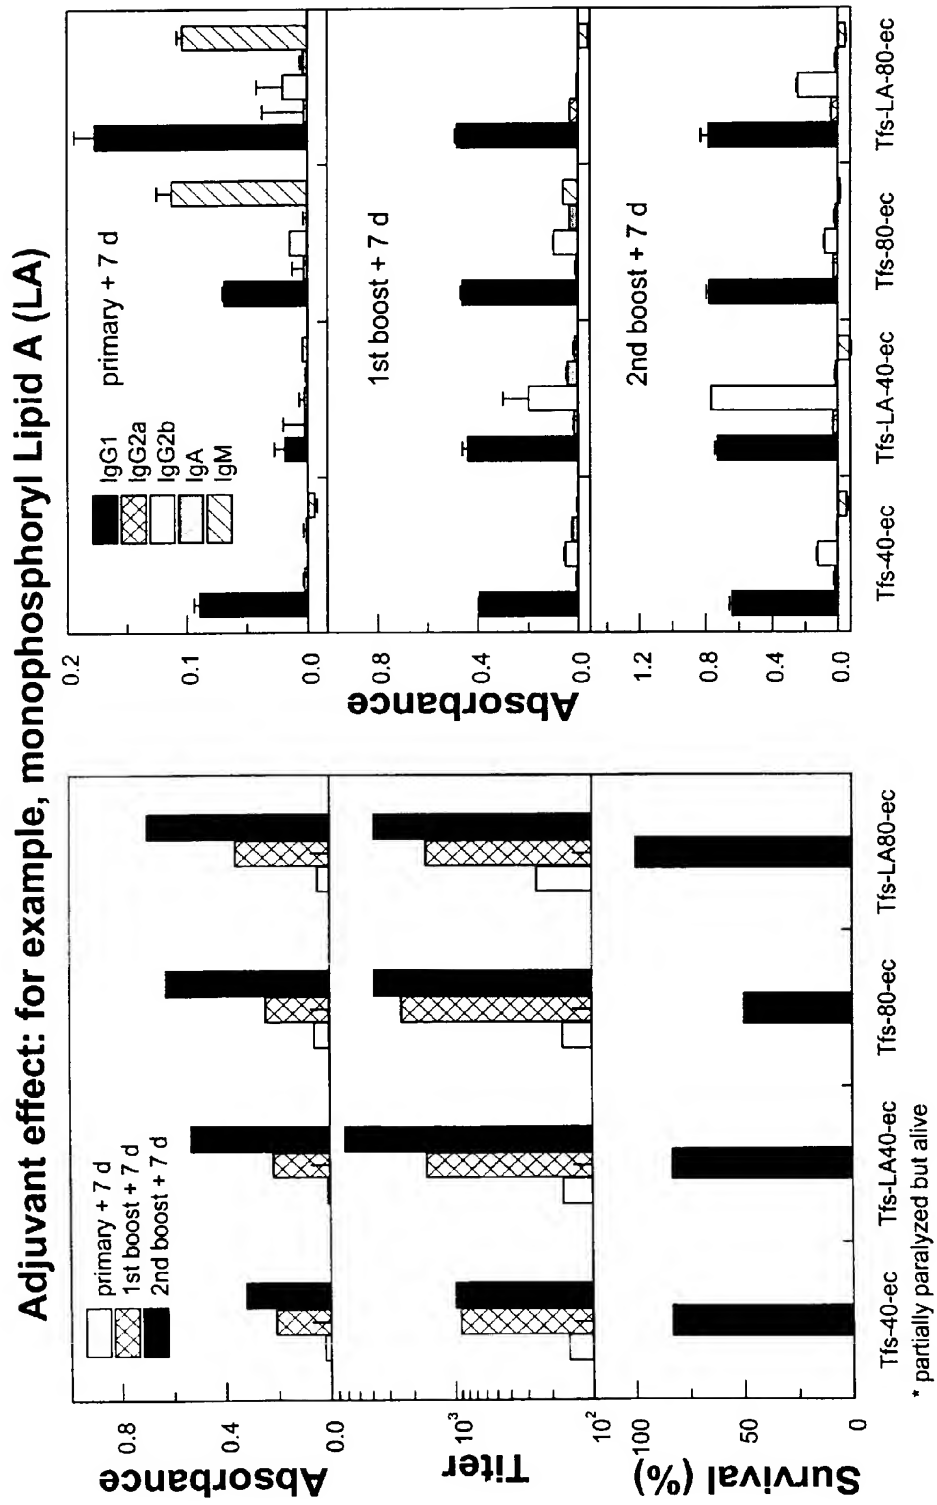 Adjuvant effect: for example, monophosphoryl Lipid A (LA)
primary + 7 d
1st boost + 7 d
2nd boost + 7 d
Absorbance
0.8
0.4
0.0
Titer
10³
10²
Survival (%)
100
50
0
Tfs-40-ec
Tfs-LA40-ec
Tfs-80-ec
Tfs-LA80-ec
* partially paralyzed but alive
Absorbance
0.2
0.1
0.0
IgG1
IgG2a
IgG2b
IgA
IgM
primary + 7 d
0.8
0.4
0.0
1st boost + 7 d
1.2
0.8
0.4
0.0
2nd boost + 7 d
Tfs-40-ec
Tfs-LA-40-ec
Tfs-80-ec
Tfs-LA-80-ec